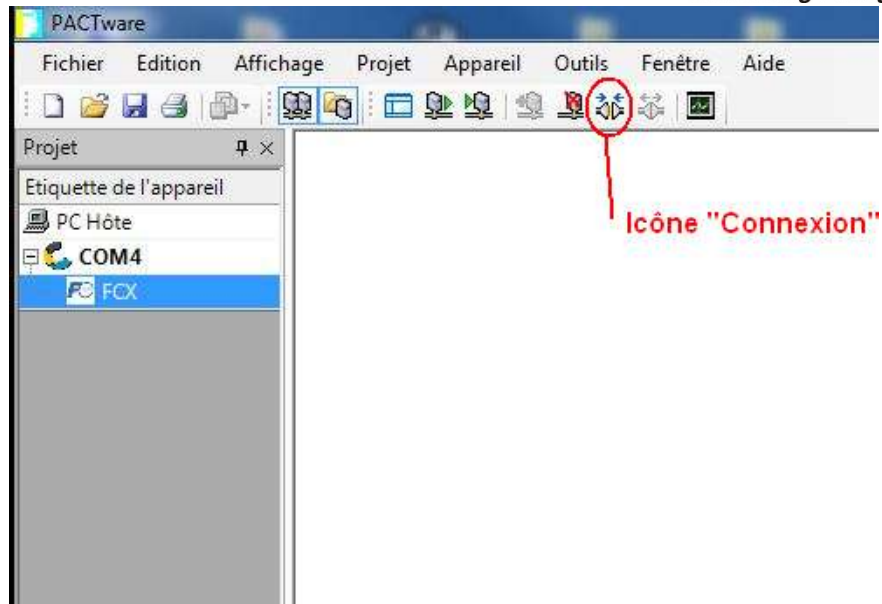 PACTware
Fichier Edition Affichage Projet Appareil Outils Fenêtre Aide
Projet
Etiquette de l'appareil
PC Hôte
COM4
FCX
Icône "Connexion"